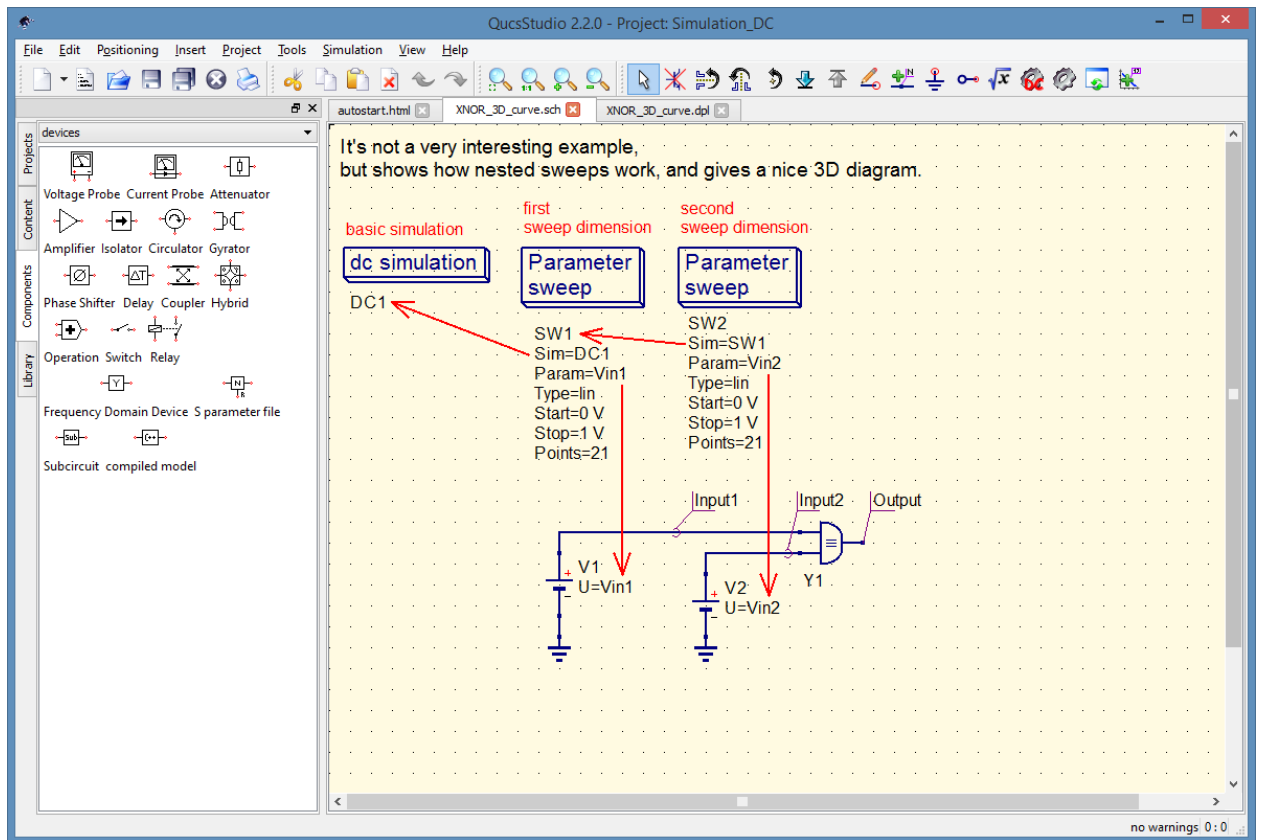 QucsStudio 2.2.0 - Project: Simulation_DC
File Edit Positioning Insert Project Tools Simulation View Help
autostart.html XNOR_3D_curve.sch XNOR_3D_curve.dpl
Projects
Content
Components
Library
devices
Voltage Probe Current Probe Attenuator
Amplifier Isolator Circulator Gyrator
Phase Shifter Delay Coupler Hybrid
Operation Switch Relay
Frequency Domain Device S parameter file
Subcircuit compiled model
It's not a very interesting example,
but shows how nested sweeps work, and gives a nice 3D diagram.
basic simulation
dc simulation
DC1
first
sweep dimension
Parameter
sweep
SW1
Sim=DC1
Param=Vin1
Type=lin
Start=0 V
Stop=1 V
Points=21
second
sweep dimension
Parameter
sweep
SW2
Sim=SW1
Param=Vin2
Type=lin
Start=0 V
Stop=1 V
Points=21
Input1 Input2 Output
V1
U=Vin1
V2
U=Vin2
Y1
no warnings 0 : 0